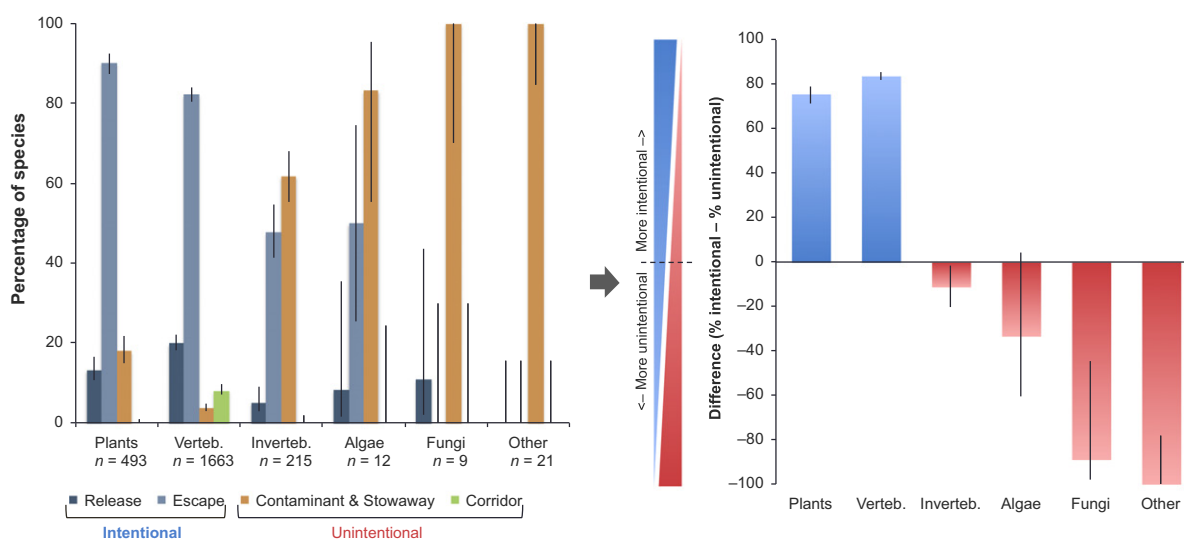 Percentage of species
100
80
60
40
20
0
Plants
n = 493
Verteb.
n = 1663
Inverteb.
n = 215
Algae
n = 12
Fungi
n = 9
Other
n = 21
Release
Escape
Contaminant & Stowaway
Corridor
Intentional
Unintentional
<– More unintentional
More intentional –>
Difference (% intentional – % unintentional)
100
80
60
40
20
0
–20
–40
–60
–80
–100
Plants
Verteb.
Inverteb.
Algae
Fungi
Other